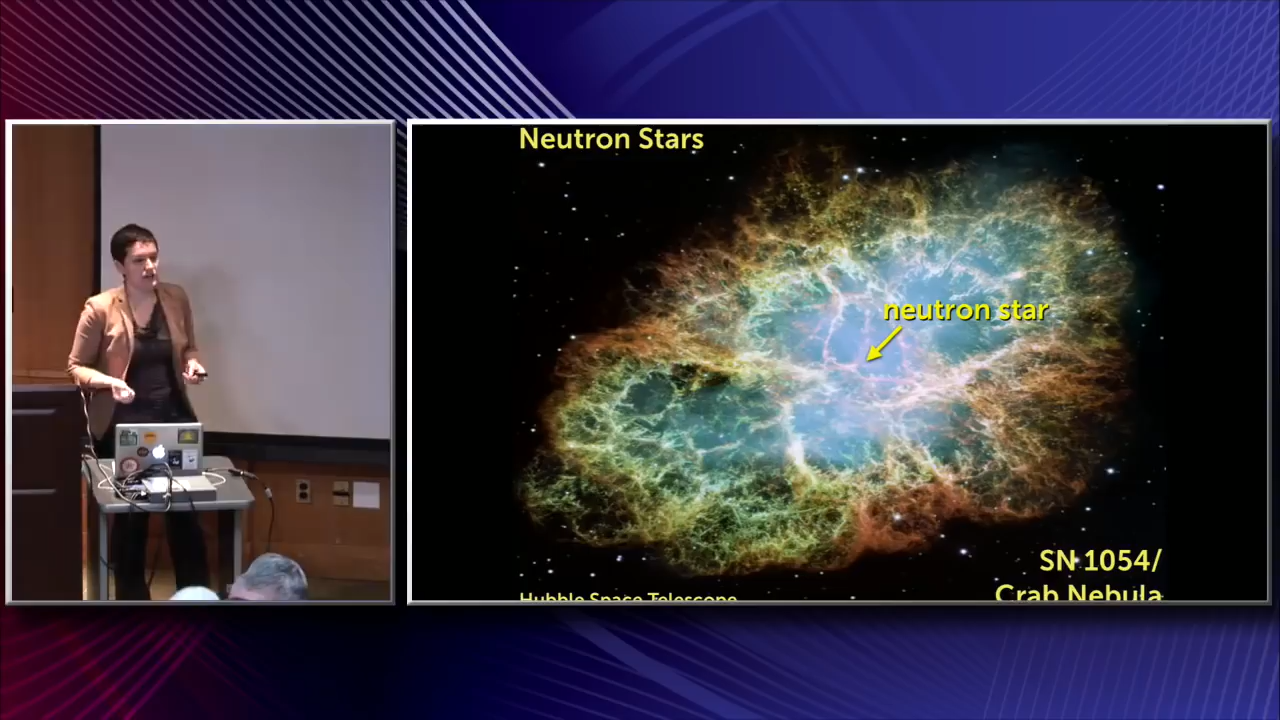 Neutron Stars
neutron star
SN 1054/
Crab Nebula
Hubble Space Telescope